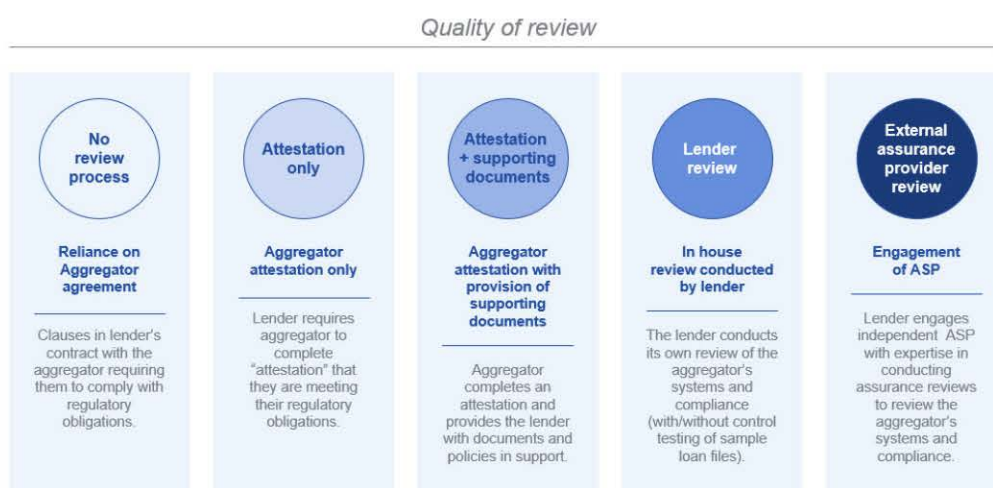 Quality of review
No
review
process
Reliance on
Aggregator
agreement
Clauses in lender's
contract with the
aggregator requiring
them to comply with
regulatory
obligations.
Attestation
only
Aggregator
attestation only
Lender requires
aggregator to
complete
"attestation" that
they are meeting
their regulatory
obligations.
Attestation
+ supporting
documents
Aggregator
attestation with
provision of
supporting
documents
Aggregator
completes an
attestation and
provides the lender
with documents and
policies in support.
Lender
review
In house
review conducted
by lender
The lender conducts
its own review of the
aggregator's
systems and
compliance
(with/without control
testing of sample
loan files).
External
assurance
provider
review
Engagement
of ASP
Lender engages
independent ASP
with expertise in
conducting
assurance reviews
to review the
aggregator's
systems and
compliance.